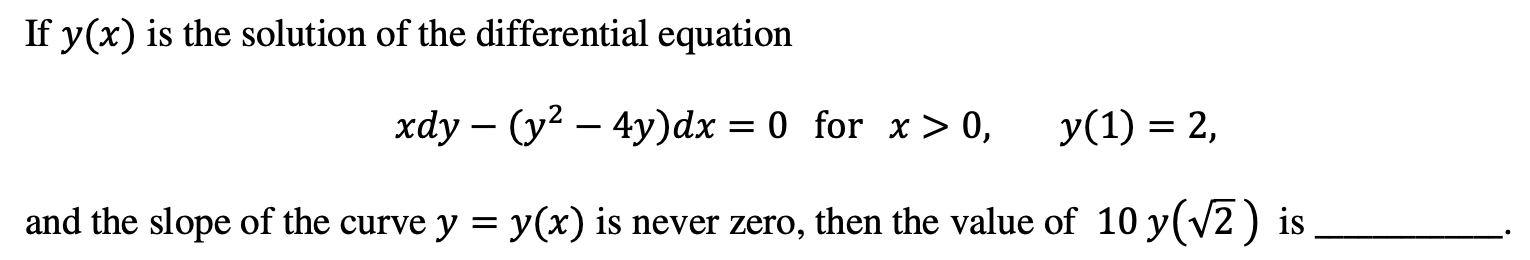 If y(x) is the solution of the differential equation
xdy − (y² − 4y)dx = 0 for x > 0, y(1) = 2,
and the slope of the curve y = y(x) is never zero, then the value of 10 y(√2) is ________.